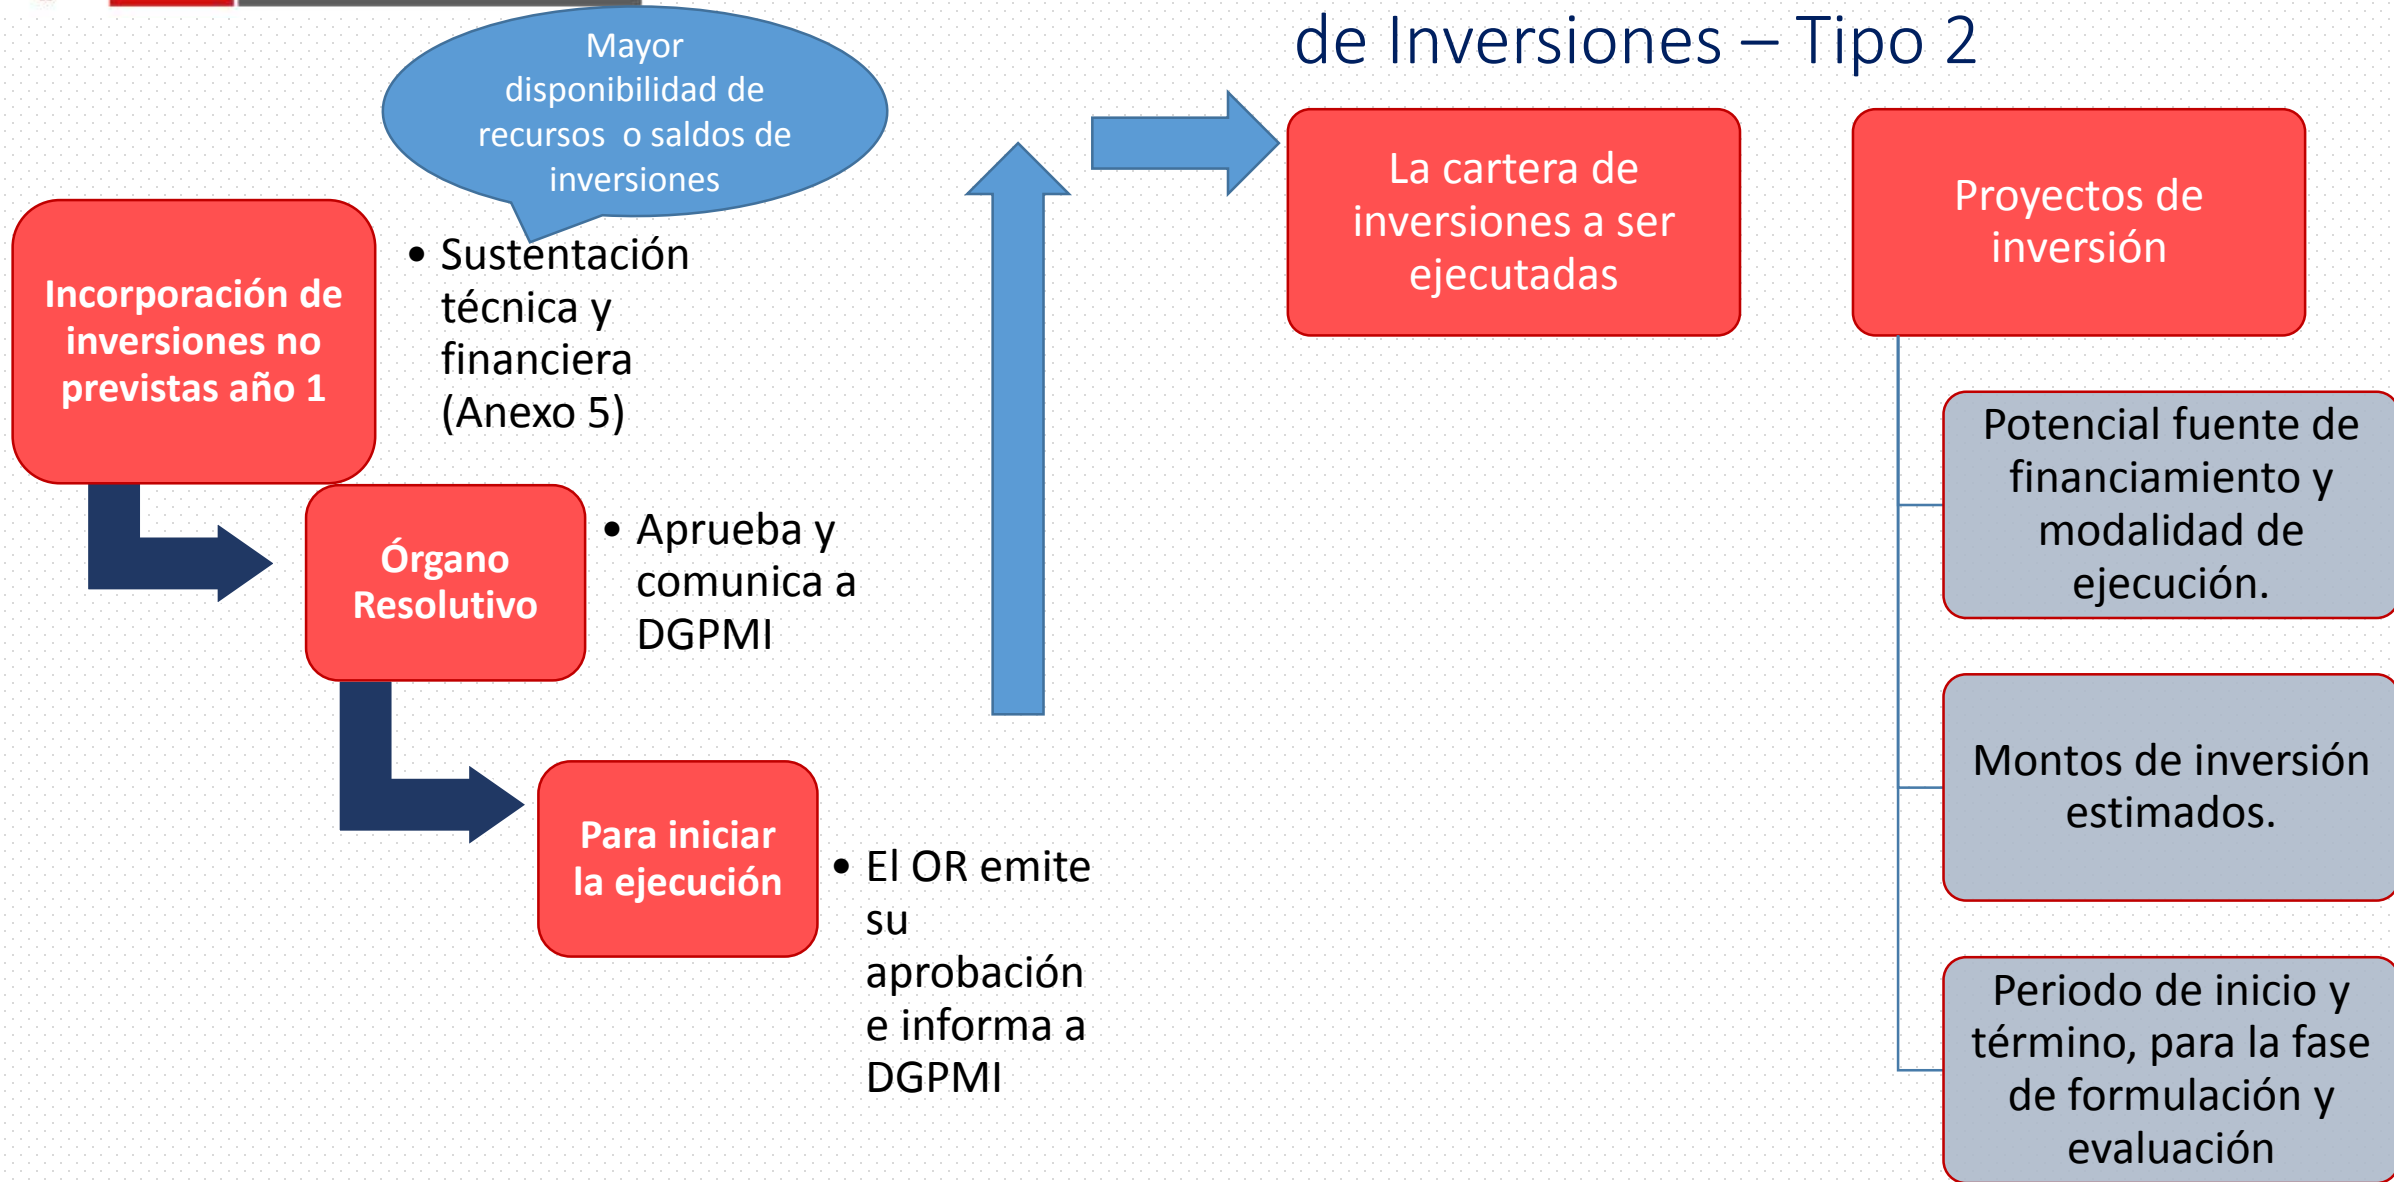 de Inversiones – Tipo 2
Mayor
disponibilidad de
recursos o saldos de
inversiones
Incorporación de
inversiones no
previstas año 1
• Sustentación
técnica y
financiera
(Anexo 5)
Órgano
Resolutivo
• Aprueba y
comunica a
DGPMI
Para iniciar
la ejecución
• El OR emite
su
aprobación
e informa a
DGPMI
La cartera de
inversiones a ser
ejecutadas
Proyectos de
inversión
Potencial fuente de
financiamiento y
modalidad de
ejecución.
Montos de inversión
estimados.
Periodo de inicio y
término, para la fase
de formulación y
evaluación